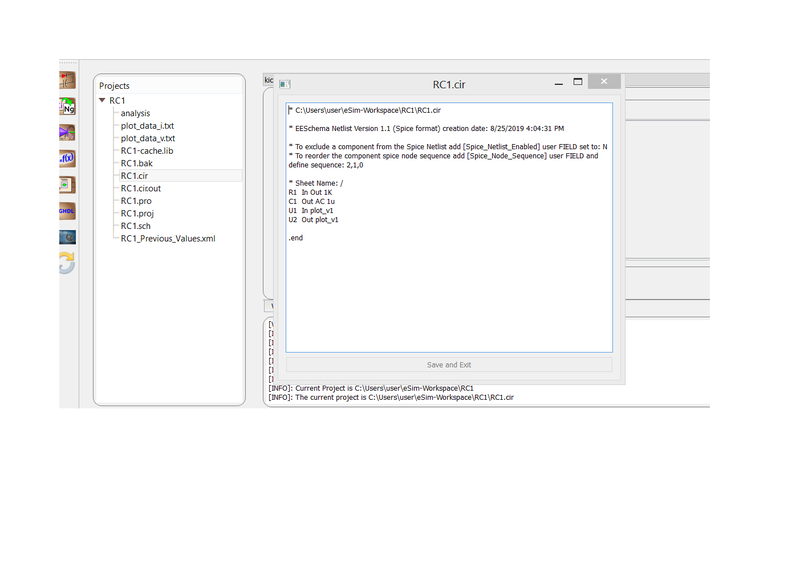 kic
RC1.cir
Projects
RC1
analysis
plot_data_i.txt
plot_data_v.txt
RC1-cache.lib
RC1.bak
RC1.cir
RC1.cir.out
RC1.pro
RC1.proj
RC1.sch
RC1_Previous_Values.xml
* C:\Users\user\eSim-Workspace\RC1\RC1.cir
* EESchema Netlist Version 1.1 (Spice format) creation date: 8/25/2019 4:04:31 PM
* To exclude a component from the Spice Netlist add [Spice_Netlist_Enabled] user FIELD set to: N
* To reorder the component spice node sequence add [Spice_Node_Sequence] user FIELD and
define sequence: 2,1,0
* Sheet Name: /
R1 In Out 1K
C1 Out AC 1u
U1 In plot_v1
U2 Out plot_v1
.end
Save and Exit
[INFO]: Current Project is C:\Users\user\eSim-Workspace\RC1
[INFO]: The current project is C:\Users\user\eSim-Workspace\RC1\RC1.cir